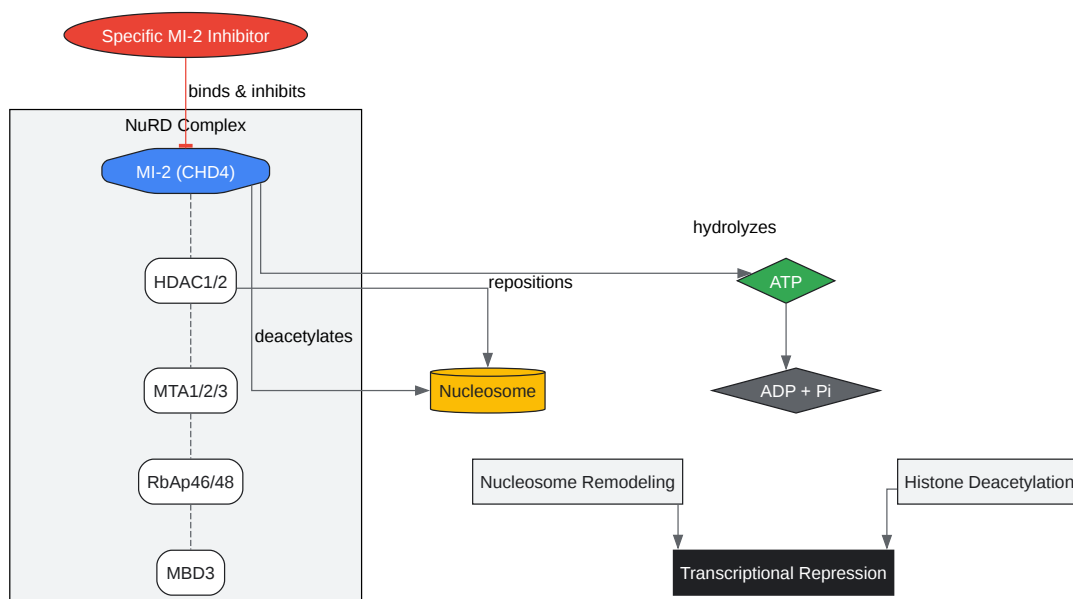 Specific MI-2 Inhibitor
binds & inhibits
NuRD Complex
MI-2 (CHD4)
hydrolyzes
HDAC1/2
repositions
ATP
deacetylates
MTA1/2/3
Nucleosome
ADP + Pi
RbAp46/48
Nucleosome Remodeling
Histone Deacetylation
MBD3
Transcriptional Repression